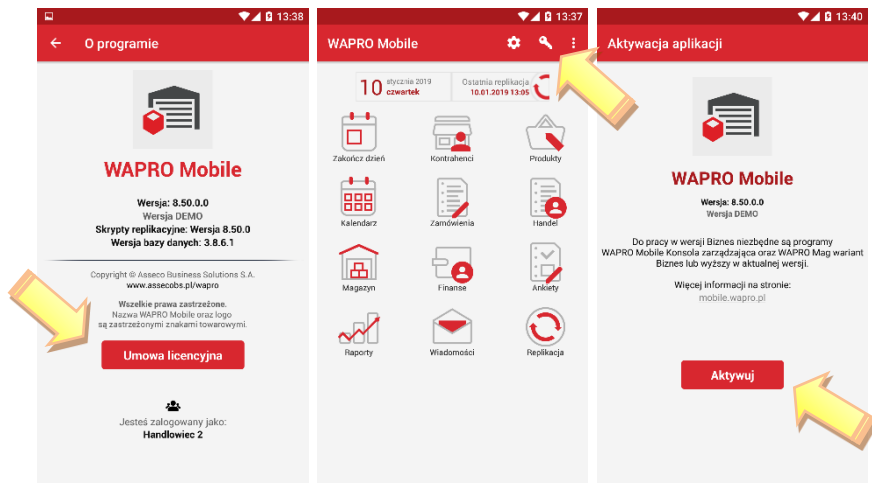 13:38
O programie
WAPRO Mobile
Wersja: 8.50.0.0
Wersja DEMO
Skrypty replikacyjne: Wersja 8.50.0
Wersja bazy danych: 3.8.6.1
Copyright © Asseco Business Solutions S.A.
www.assecobs.pl/wapro
Wszelkie prawa zastrzeżone.
Nazwa WAPRO Mobile oraz logo
są zastrzeżonymi znakami towarowymi.
Umowa licencyjna
Jesteś zalogowany jako:
Handlowiec 2
13:37
WAPRO Mobile
10 stycznia 2019
czwartek
Ostatnia replikacja
10.01.2019 13:05
Zakończ dzień
Kontrahenci
Produkty
Kalendarz
Zamówienia
Handel
Magazyn
Finanse
Ankiety
Raporty
Wiadomości
Replikacja
13:40
Aktywacja aplikacji
WAPRO Mobile
Wersja: 8.50.0.0
Wersja DEMO
Do pracy w wersji Biznes niezbędne są programy
WAPRO Mobile Konsola zarządzająca oraz WAPRO Mag wariant
Biznes lub wyższy w aktualnej wersji.
Więcej informacji na stronie:
mobile.wapro.pl
Aktywuj